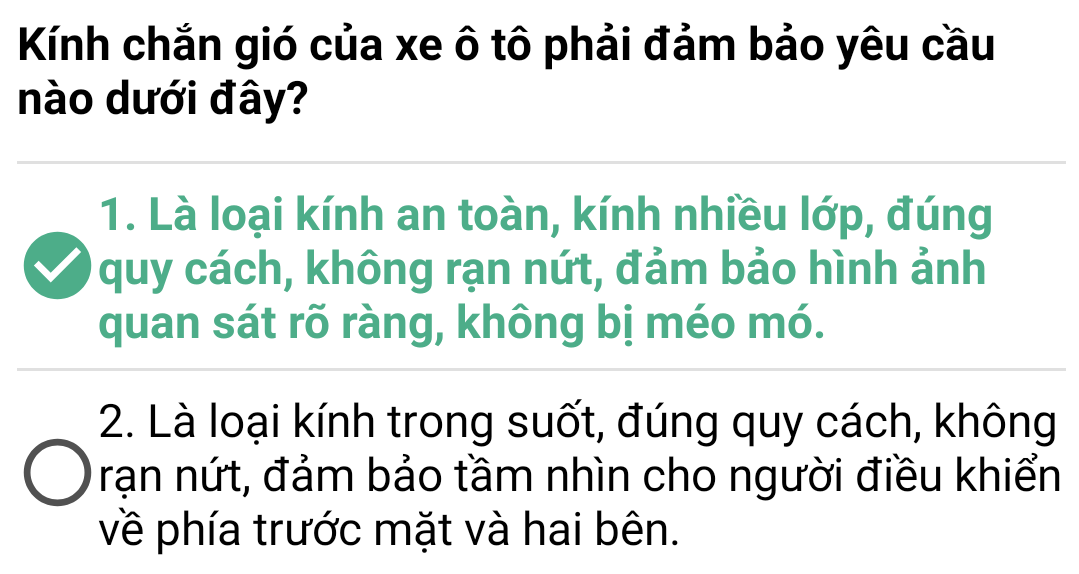 Kính chắn gió của xe ô tô phải đảm bảo yêu cầu
nào dưới đây?
1. Là loại kính an toàn, kính nhiều lớp, đúng
quy cách, không rạn nứt, đảm bảo hình ảnh
quan sát rõ ràng, không bị méo mó.
2. Là loại kính trong suốt, đúng quy cách, không
rạn nứt, đảm bảo tầm nhìn cho người điều khiển
về phía trước mặt và hai bên.